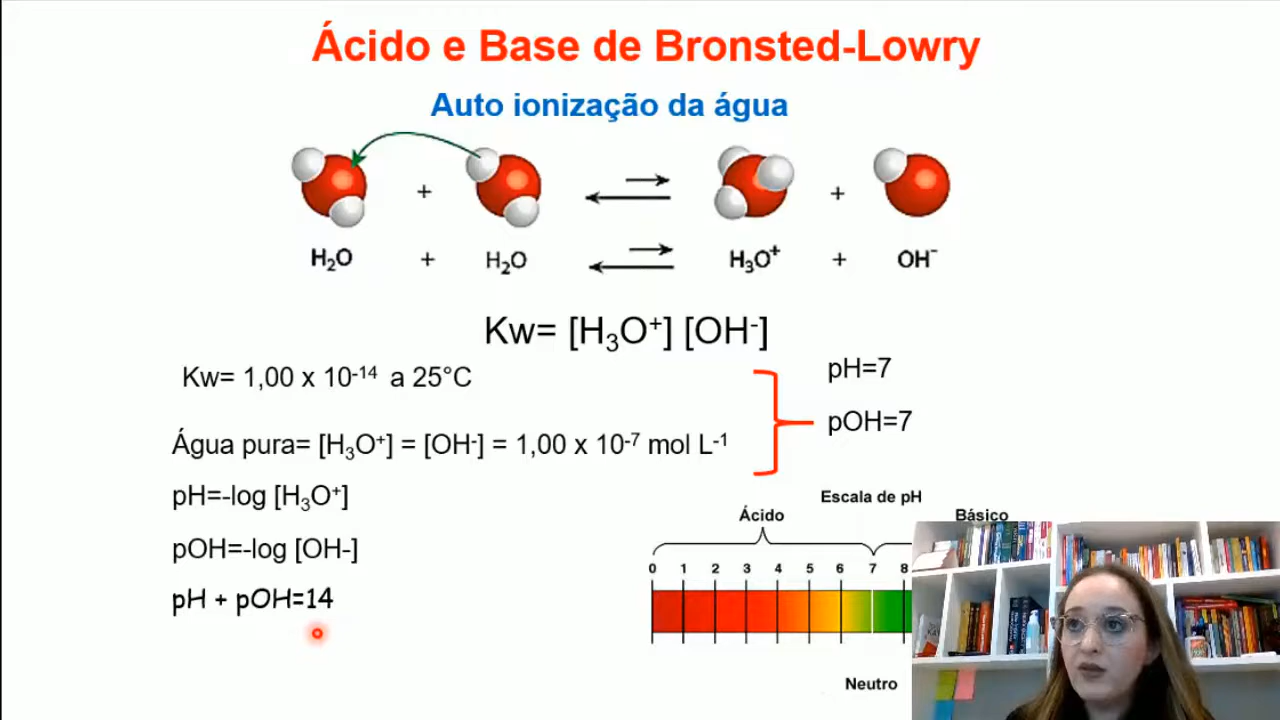 Ácido e Base de Bronsted-Lowry
Auto ionização da água
+ +
H₂O + H₂O H₃O⁺ + OH⁻
Kw= [H₃O⁺] [OH⁻]
Kw= 1,00 x 10⁻¹⁴ a 25°C
pH=7
pOH=7
Água pura= [H₃O⁺] = [OH⁻] = 1,00 x 10⁻⁷ mol L⁻¹
pH=-log [H₃O⁺]
pOH=-log [OH-]
pH + pOH=14
Escala de pH
Ácido Básico
0 1 2 3 4 5 6 7 8
Neutro